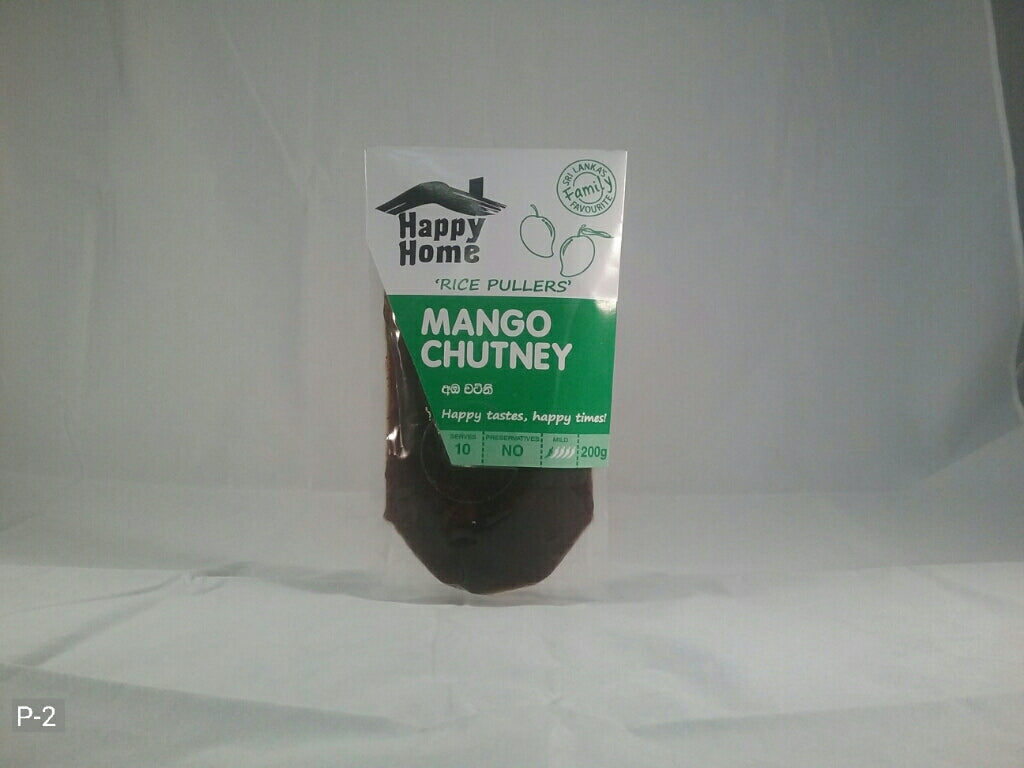 SRI LANKA'S
Family
FAVOURITE
Happy
Home
'RICE PULLERS'
MANGO
CHUTNEY
අඹ චට්නි
Happy tastes, happy times!
SERVES PRESERVATIVES MILD
10 NO 200g
P-2